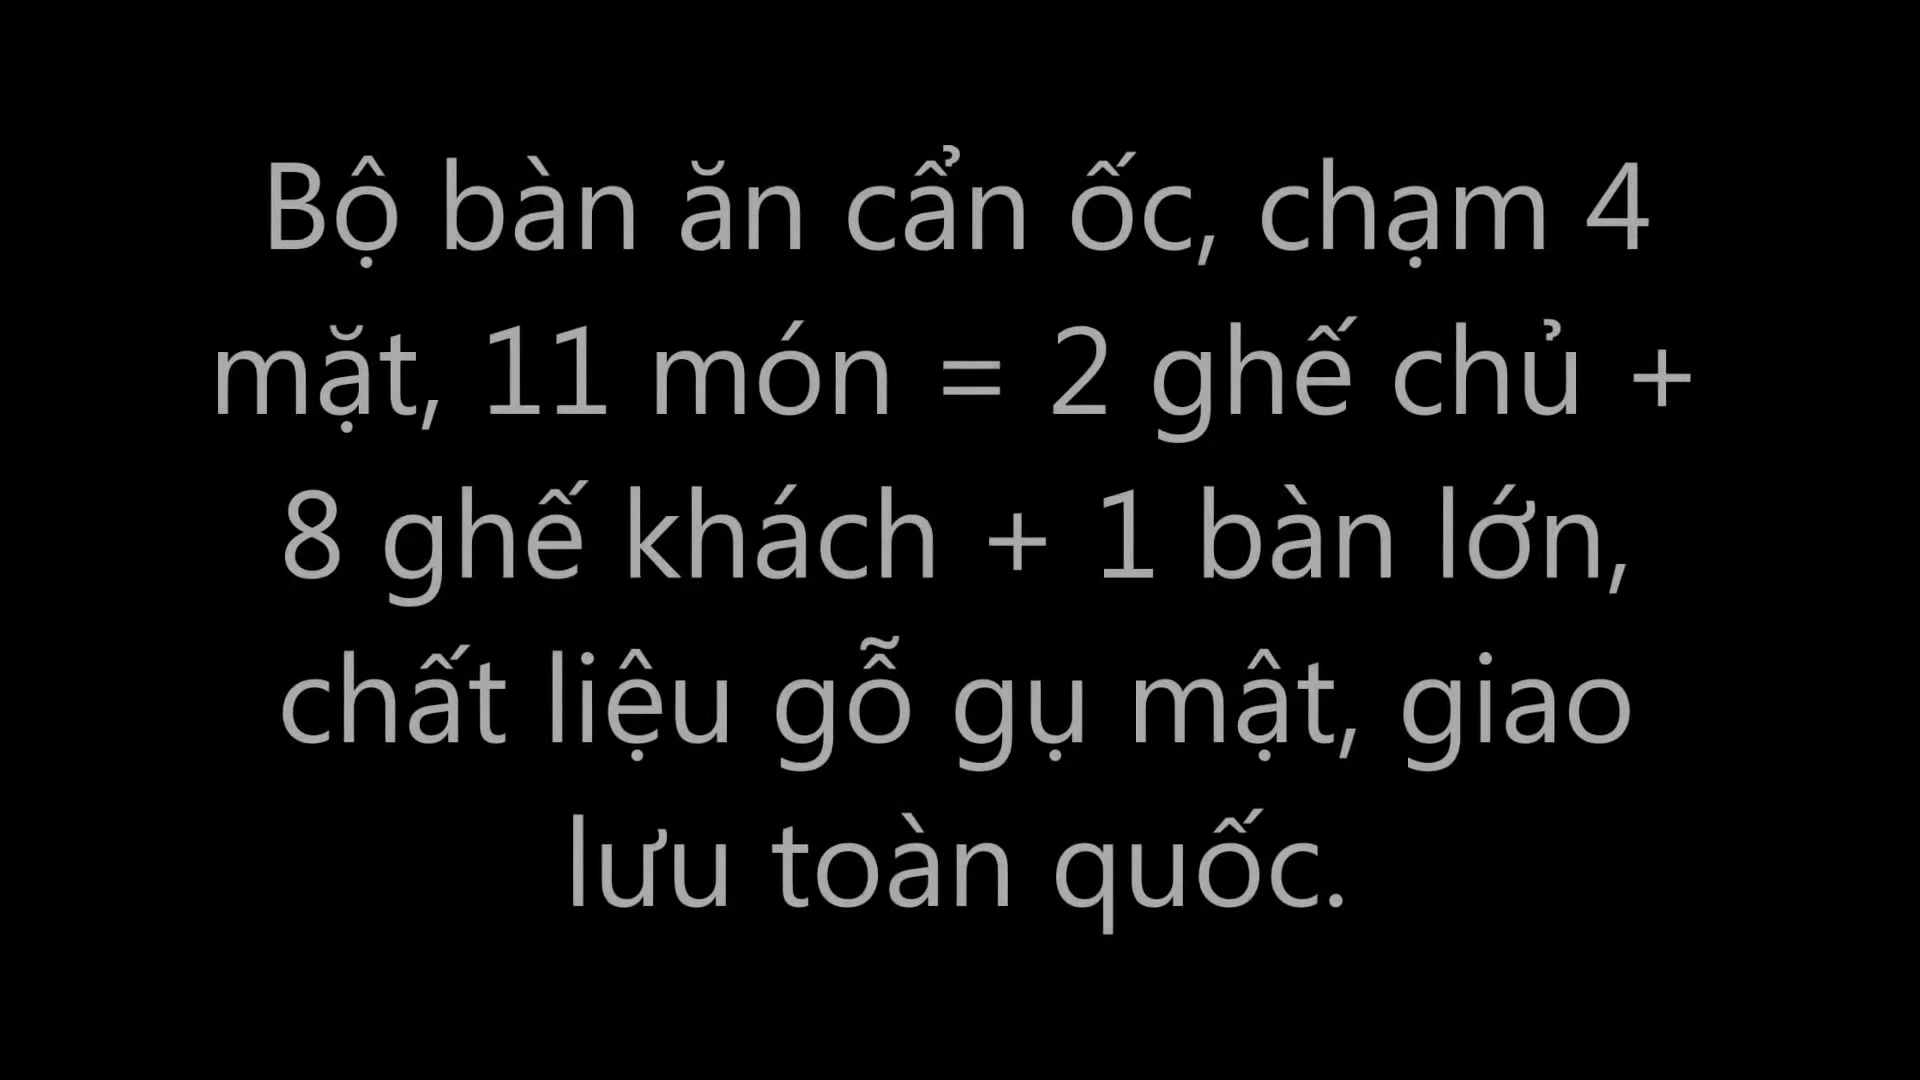 Bộ bàn ăn cẩn ốc, chạm 4
mặt, 11 món = 2 ghế chủ +
8 ghế khách + 1 bàn lớn,
chất liệu gỗ gụ mật, giao
lưu toàn quốc.